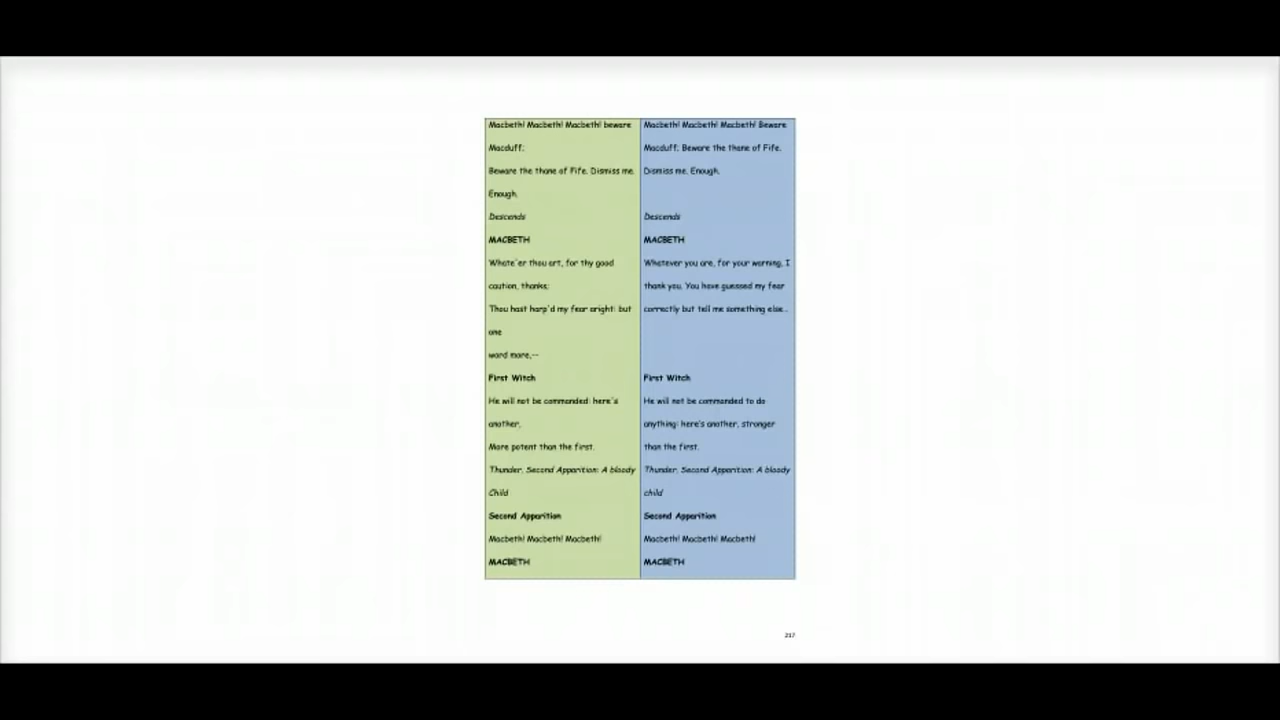 Macbeth! Macbeth! Macbeth! beware
Macduff;
Beware the thane of Fife. Dismiss me.
Enough.
Descends
MACBETH
Whate'er thou art, for thy good
caution, thanks;
Thou hast harp'd my fear aright: but
one
word more,--
First Witch
He will not be commanded: here's
another,
More potent than the first.
Thunder. Second Apparition: A bloody
Child
Second Apparition
Macbeth! Macbeth! Macbeth!
MACBETH
Macbeth! Macbeth! Macbeth! Beware
Macduff; Beware the thane of Fife.
Dismiss me. Enough.
Descends
MACBETH
Whatever you are, for your warning, I
thank you. You have guessed my fear
correctly but tell me something else..
First Witch
He will not be commanded to do
anything: here's another, stronger
than the first.
Thunder. Second Apparition: A bloody
child
Second Apparition
Macbeth! Macbeth! Macbeth!
MACBETH
217